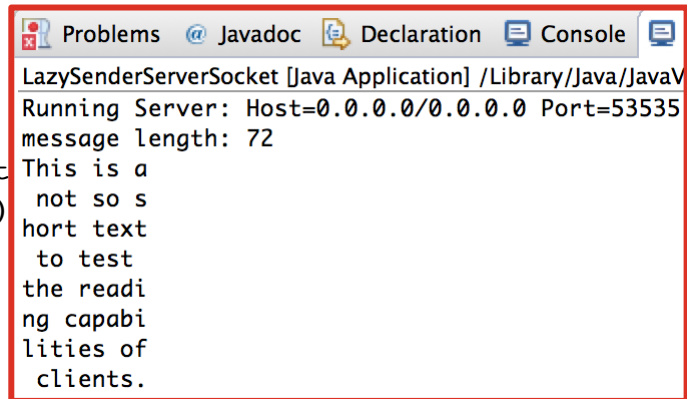 Problems @ Javadoc Declaration Console
LazySenderServerSocket [Java Application] /Library/Java/JavaV
Running Server: Host=0.0.0.0/0.0.0.0 Port=53535
message length: 72
This is a
 not so s
hort text
 to test
the readi
ng capabi
lities of
 clients.